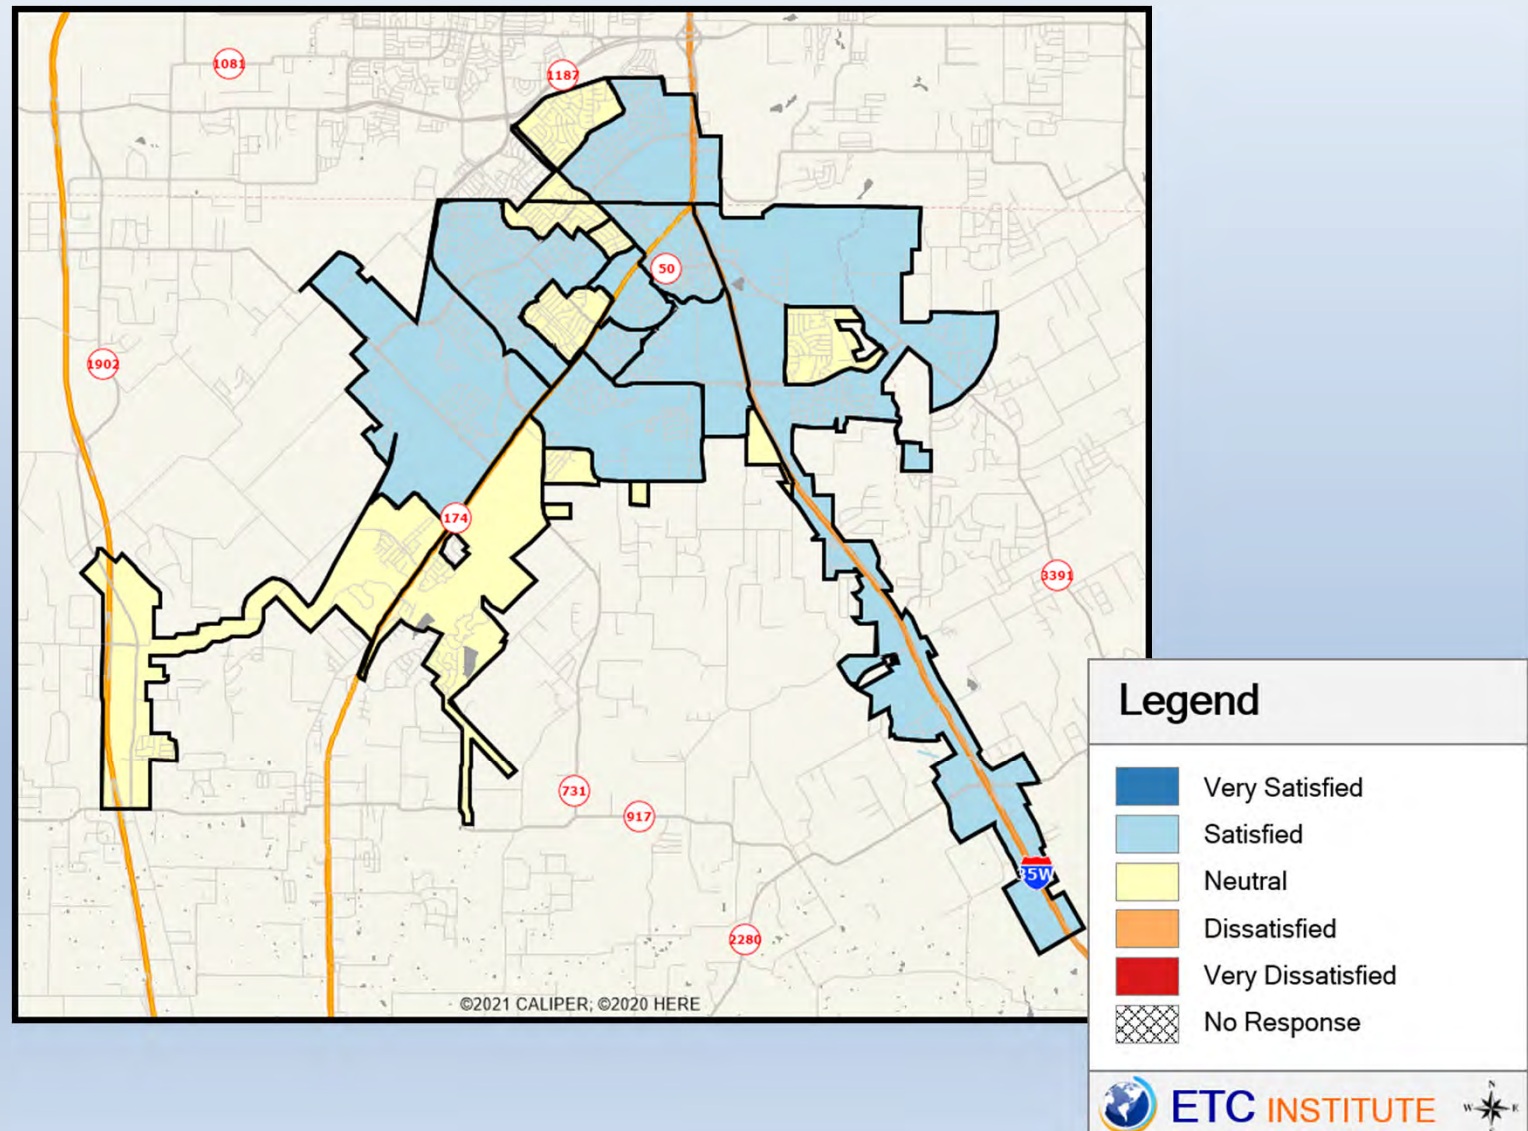 1081
1187
50
1902
174
3391
731
917
35W
2280
©2021 CALIPER; ©2020 HERE
Legend
Very Satisfied
Satisfied
Neutral
Dissatisfied
Very Dissatisfied
No Response
ETC INSTITUTE
N
W E